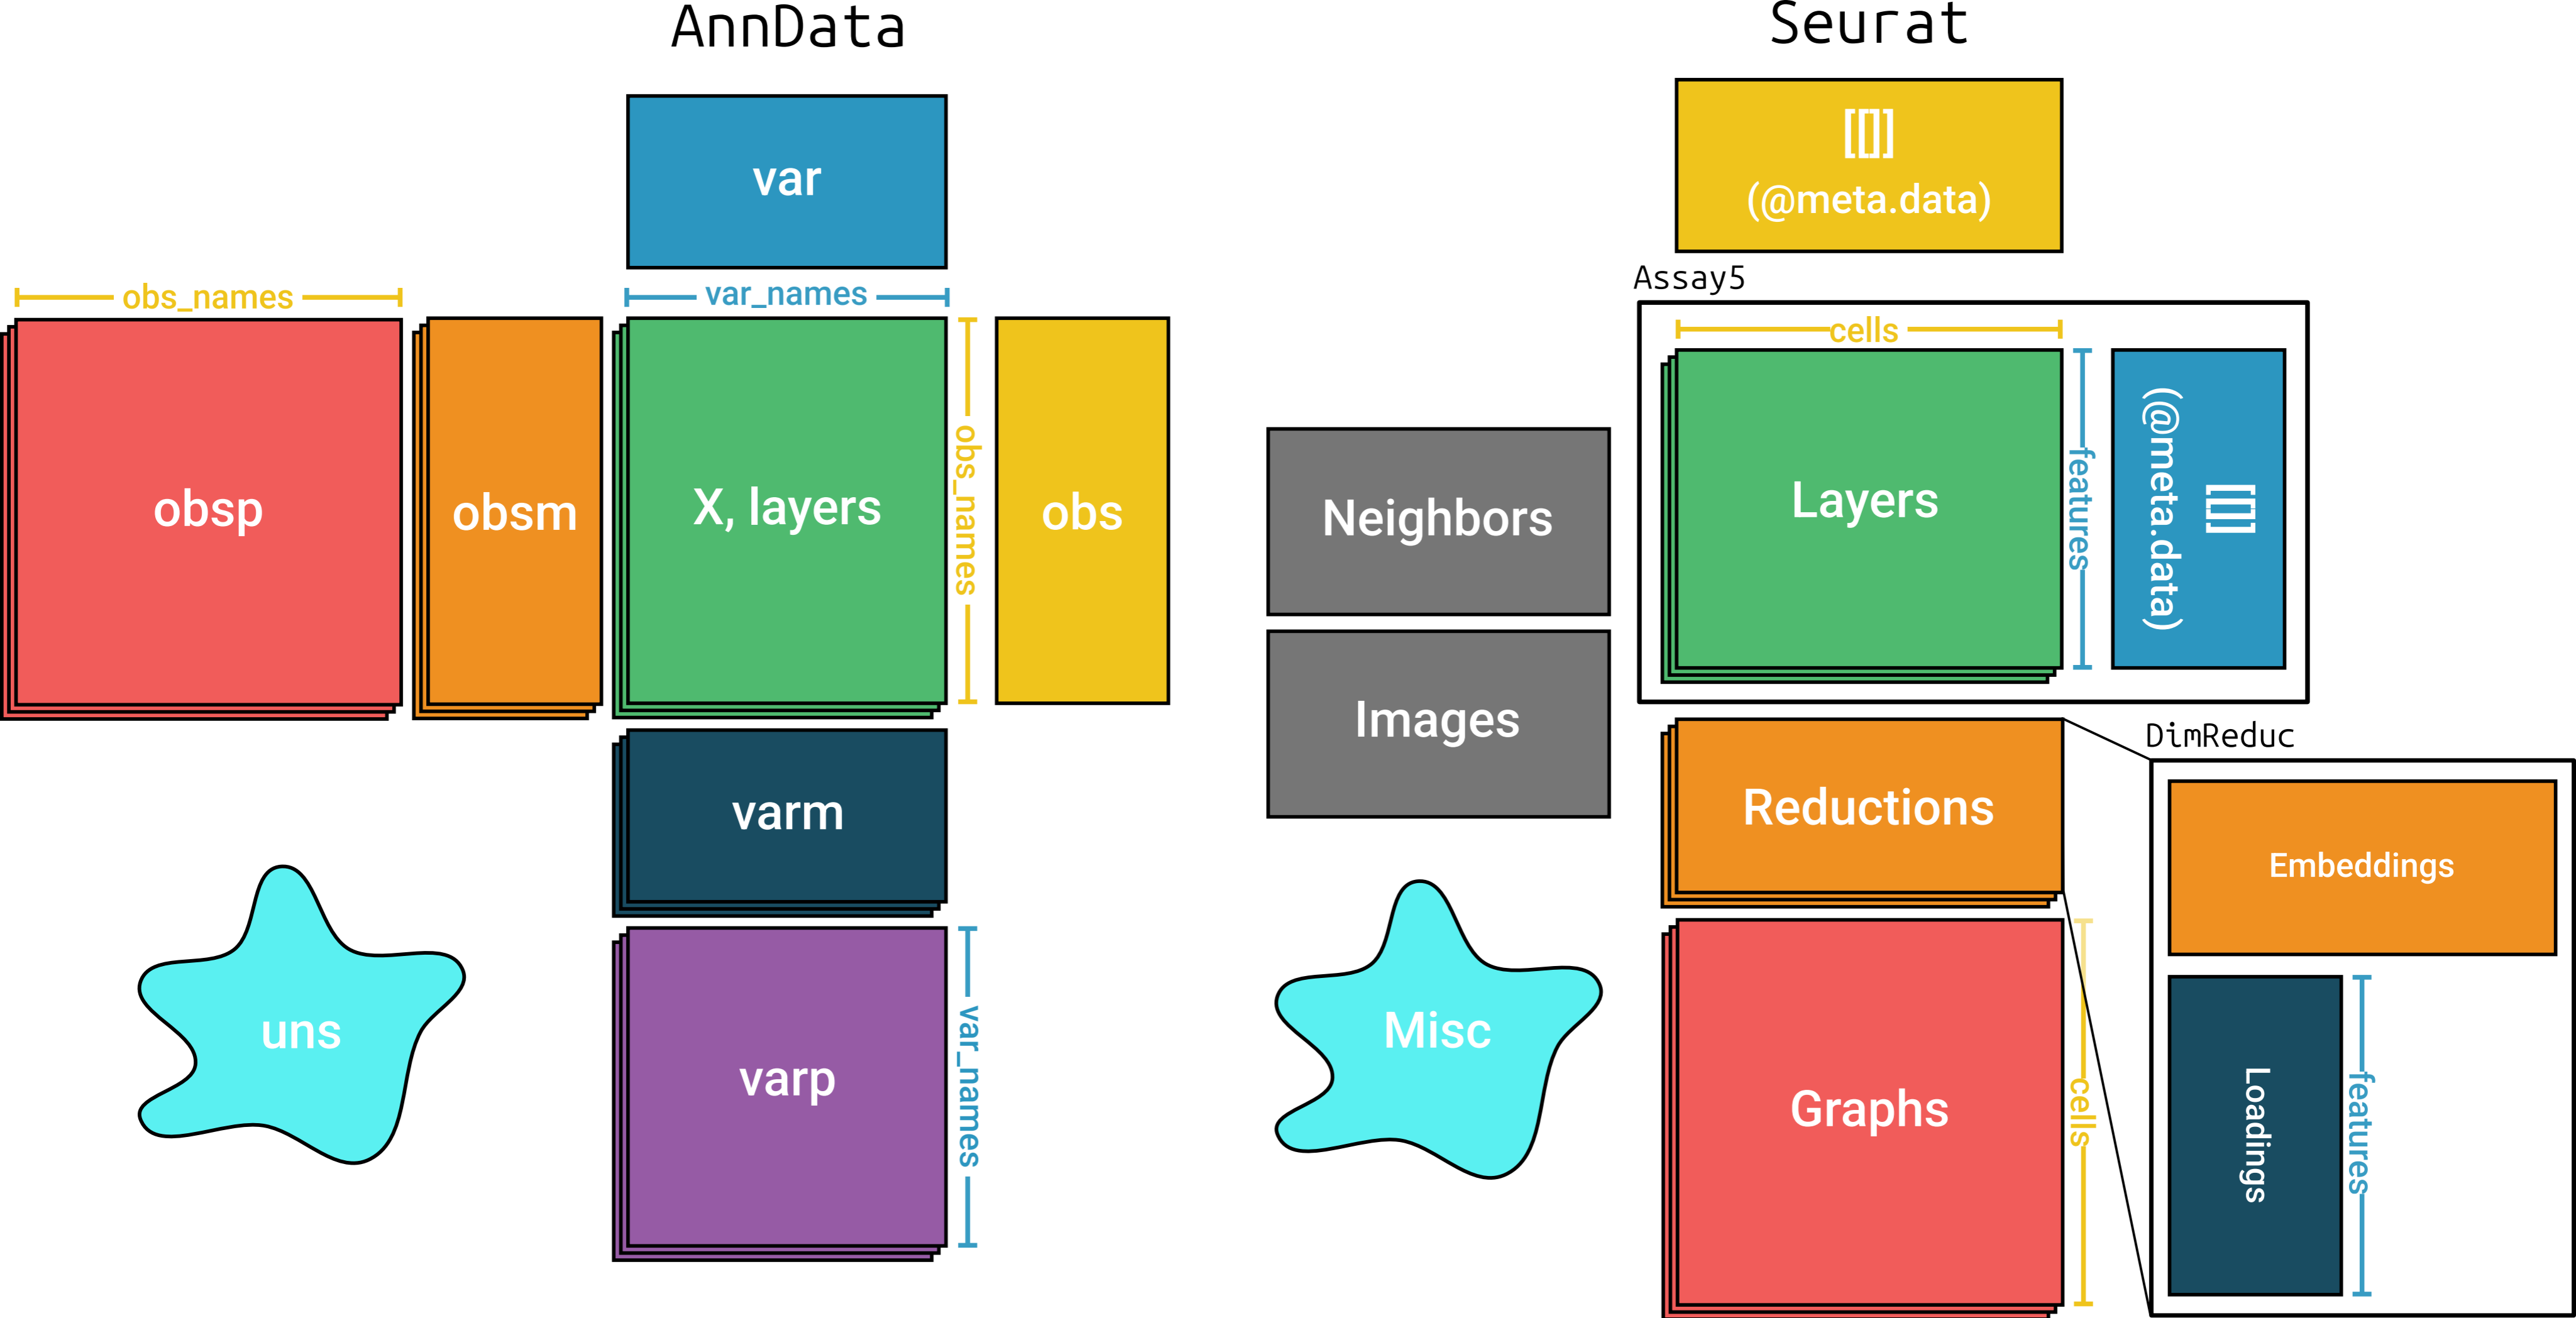 AnnData
var
obs_names
var_names
obsp
obsm
X, layers
obs_names
obs
varm
uns
varp
var_names
Seurat
[[]]
(@meta.data)
Assay5
cells
Layers
features
[[]]
(@meta.data)
Neighbors
Images
Reductions
DimReduc
Embeddings
Loadings
features
Misc
Graphs
cells